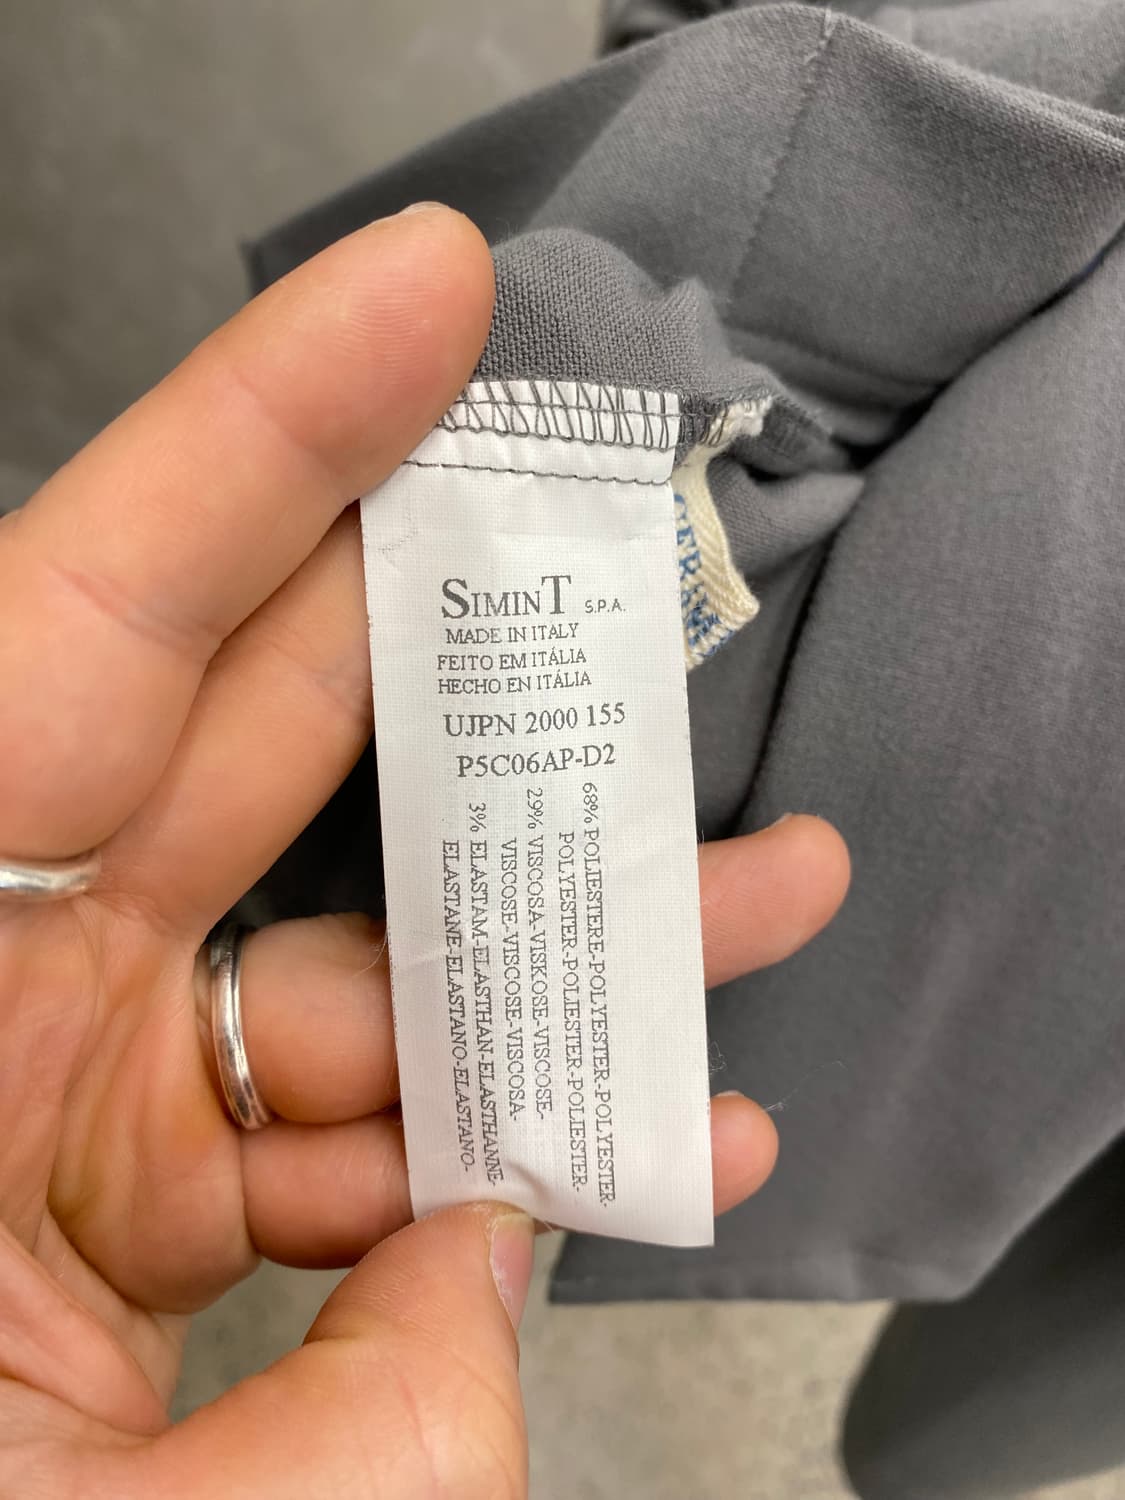 SIMINT S.P.A.
MADE IN ITALY
FEITO EM ITÁLIA
HECHO EN ITÁLIA
UJPN 2000 155
P5C06AP-D2
68% POLIESTERE-POLYESTER-POLYESTER-
POLYESTER-POLIESTER-POLIESTER-
29% VISCOSA-VISKOSE-VISCOSE-
VISCOSE-VISCOSE-VISCOSA-
3% ELASTAM-ELASTHAN-ELASTHANNE-
ELASTANE-ELASTANO-ELASTANO-